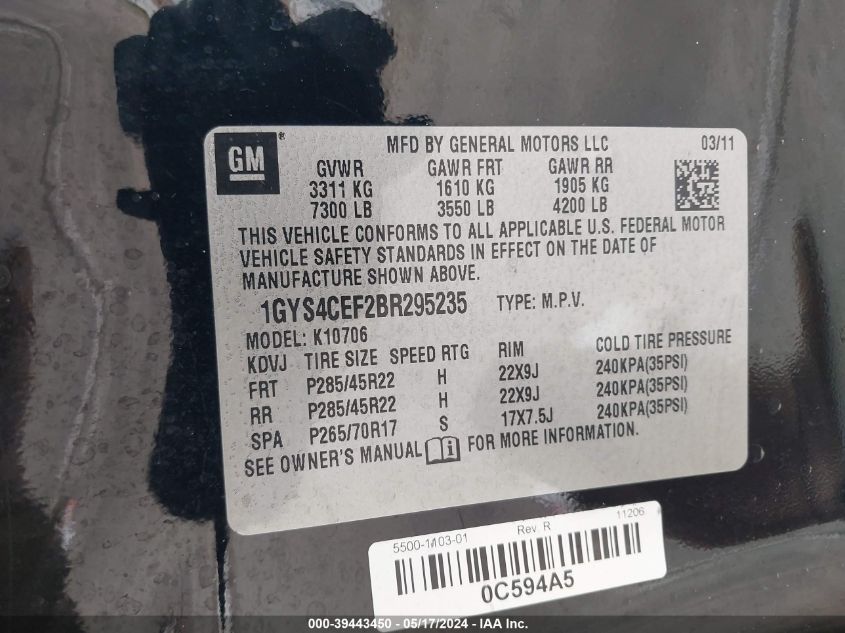 GM ®
MFD BY GENERAL MOTORS LLC 03/11
GVWR GAWR FRT GAWR RR
3311 KG 1610 KG 1905 KG
7300 LB 3550 LB 4200 LB
THIS VEHICLE CONFORMS TO ALL APPLICABLE U.S. FEDERAL MOTOR
VEHICLE SAFETY STANDARDS IN EFFECT ON THE DATE OF
MANUFACTURE SHOWN ABOVE.
1GYS4CEF2BR295235 TYPE: M.P.V.
MODEL: K10706
KDVJ TIRE SIZE SPEED RTG RIM COLD TIRE PRESSURE
FRT P285/45R22 H 22X9J 240KPA(35PSI)
RR P285/45R22 H 22X9J 240KPA(35PSI)
SPA P265/70R17 S 17X7.5J 240KPA(35PSI)
SEE OWNER'S MANUAL i FOR MORE INFORMATION.
5500-1103-01 Rev. R 11206
0C594A5
000-39443450 - 05/17/2024 - IAA Inc.